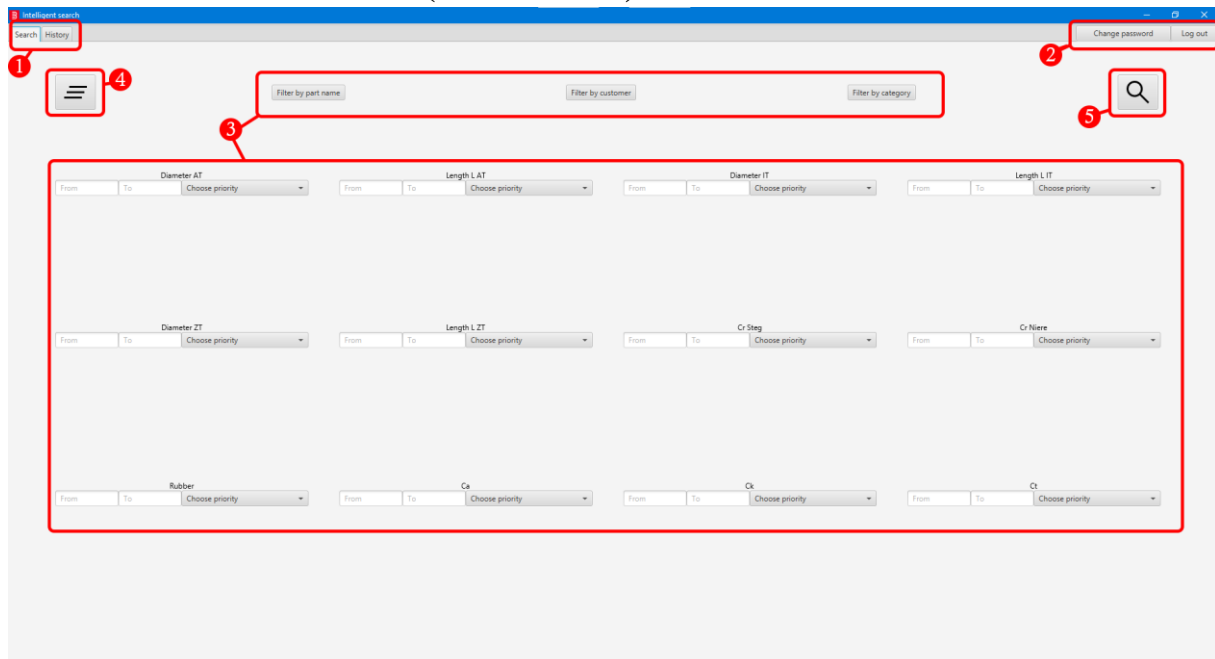 Intelligent search
Search History Change password Log out
1 2
4
Filter by part name Filter by customer Filter by category
5
3
Diameter AT Length L AT Diameter IT Length L IT
From To Choose priority From To Choose priority From To Choose priority From To Choose priority
Diameter ZT Length L ZT Cr Steg Cr Niere
From To Choose priority From To Choose priority From To Choose priority From To Choose priority
Rubber Ca Ck Ct
From To Choose priority From To Choose priority From To Choose priority From To Choose priority